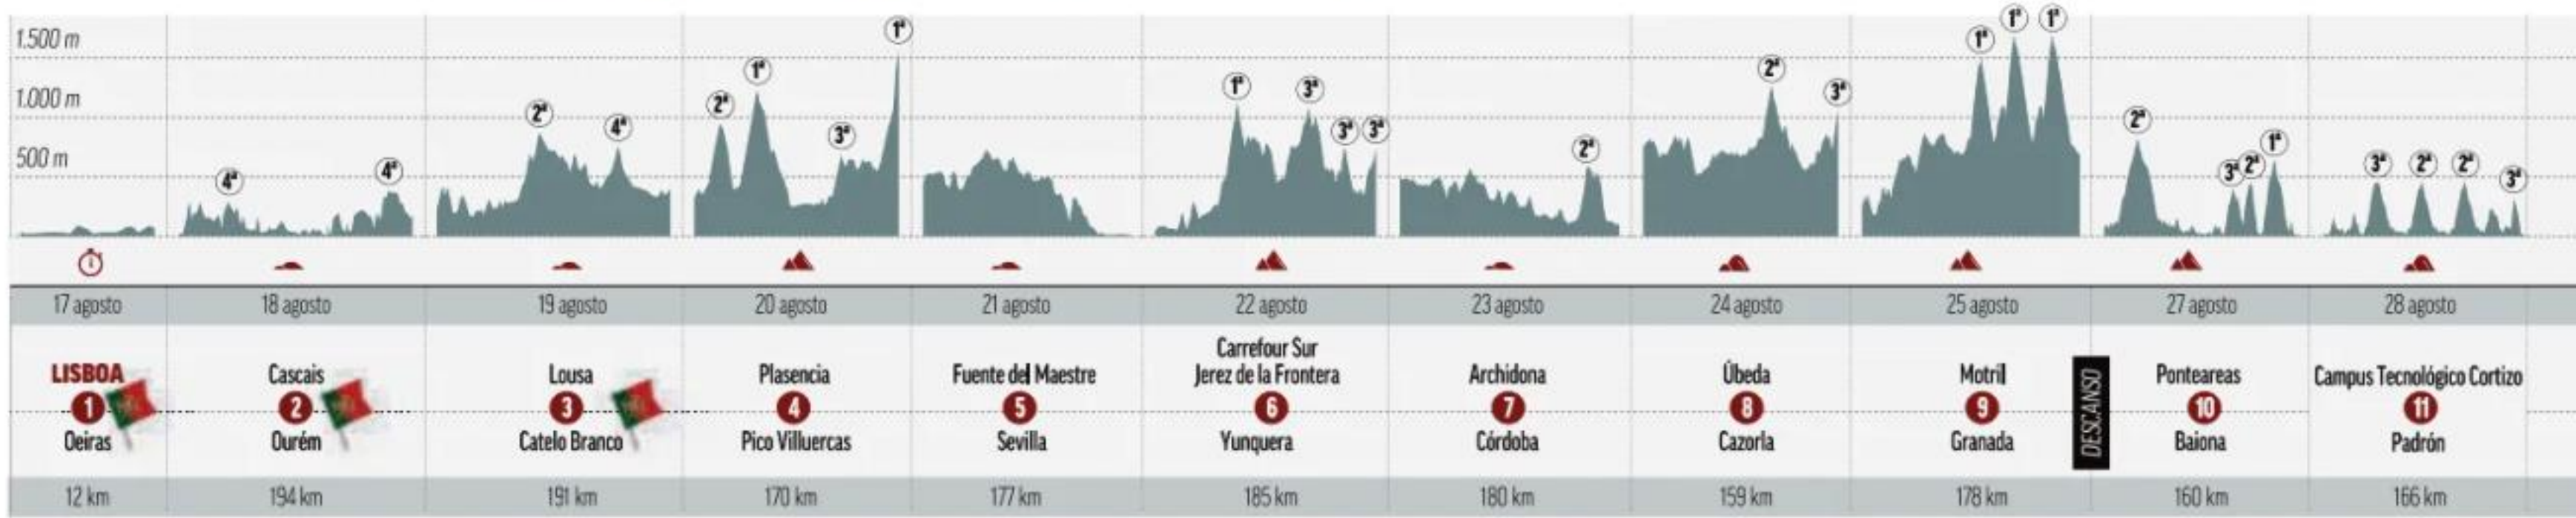 1.500 m
1.000 m
500 m
4ª 4ª
2ª 4ª
2ª 1ª 3ª 1ª
1ª 3ª 3ª 3ª
2ª
2ª 3ª
1ª 1ª 1ª
2ª 3ª 2ª 1ª
3ª 2ª 2ª 3ª
17 agosto 18 agosto 19 agosto 20 agosto 21 agosto 22 agosto 23 agosto 24 agosto 25 agosto 27 agosto 28 agosto
LISBOA
1
Oeiras
12 km
Cascais
2
Ourém
194 km
Lousa
3
Catelo Branco
191 km
Plasencia
4
Pico Villuercas
170 km
Fuente del Maestre
5
Sevilla
177 km
Carrefour Sur
Jerez de la Frontera
6
Yunquera
185 km
Archidona
7
Córdoba
180 km
Úbeda
8
Cazorla
159 km
Motril
9
Granada
178 km
DESCANSO
Ponteareas
10
Baiona
160 km
Campus Tecnológico Cortizo
11
Padrón
166 km